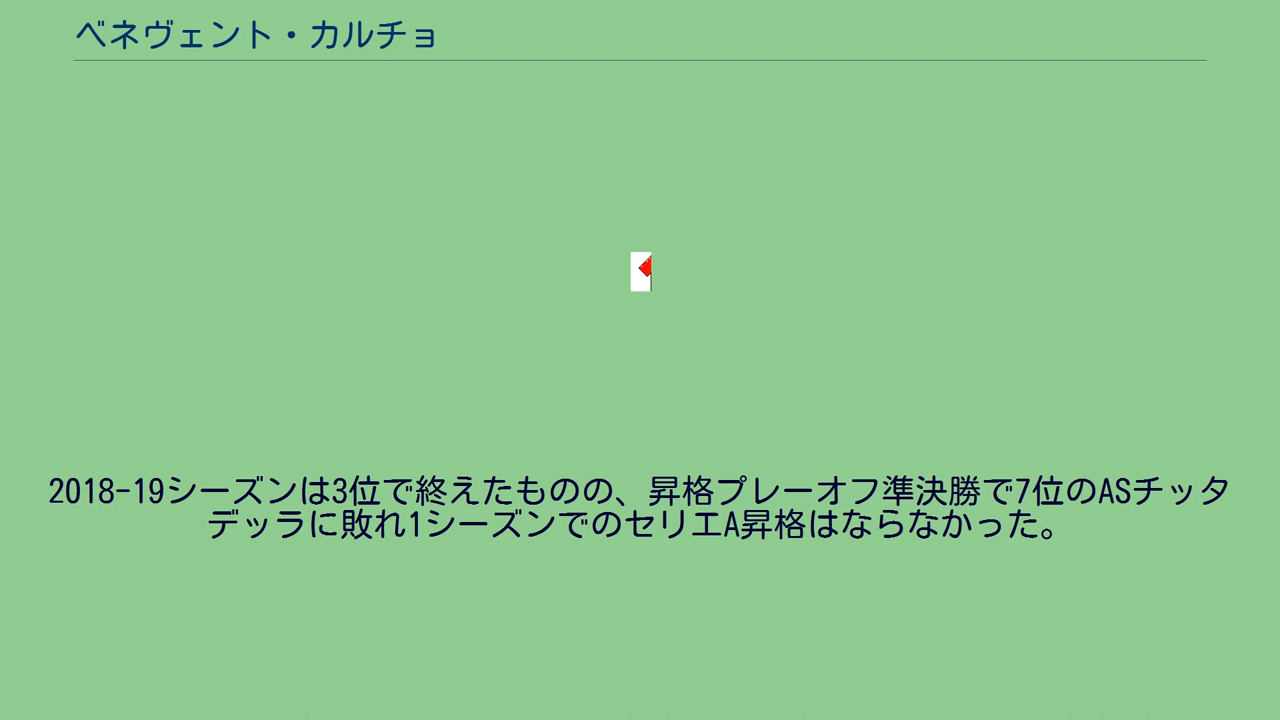 ベネヴェント・カルチョ
2018-19シーズンは3位で終えたものの、昇格プレーオフ準決勝で7位のASチッタ
デッラに敗れ1シーズンでのセリエA昇格はならなかった。